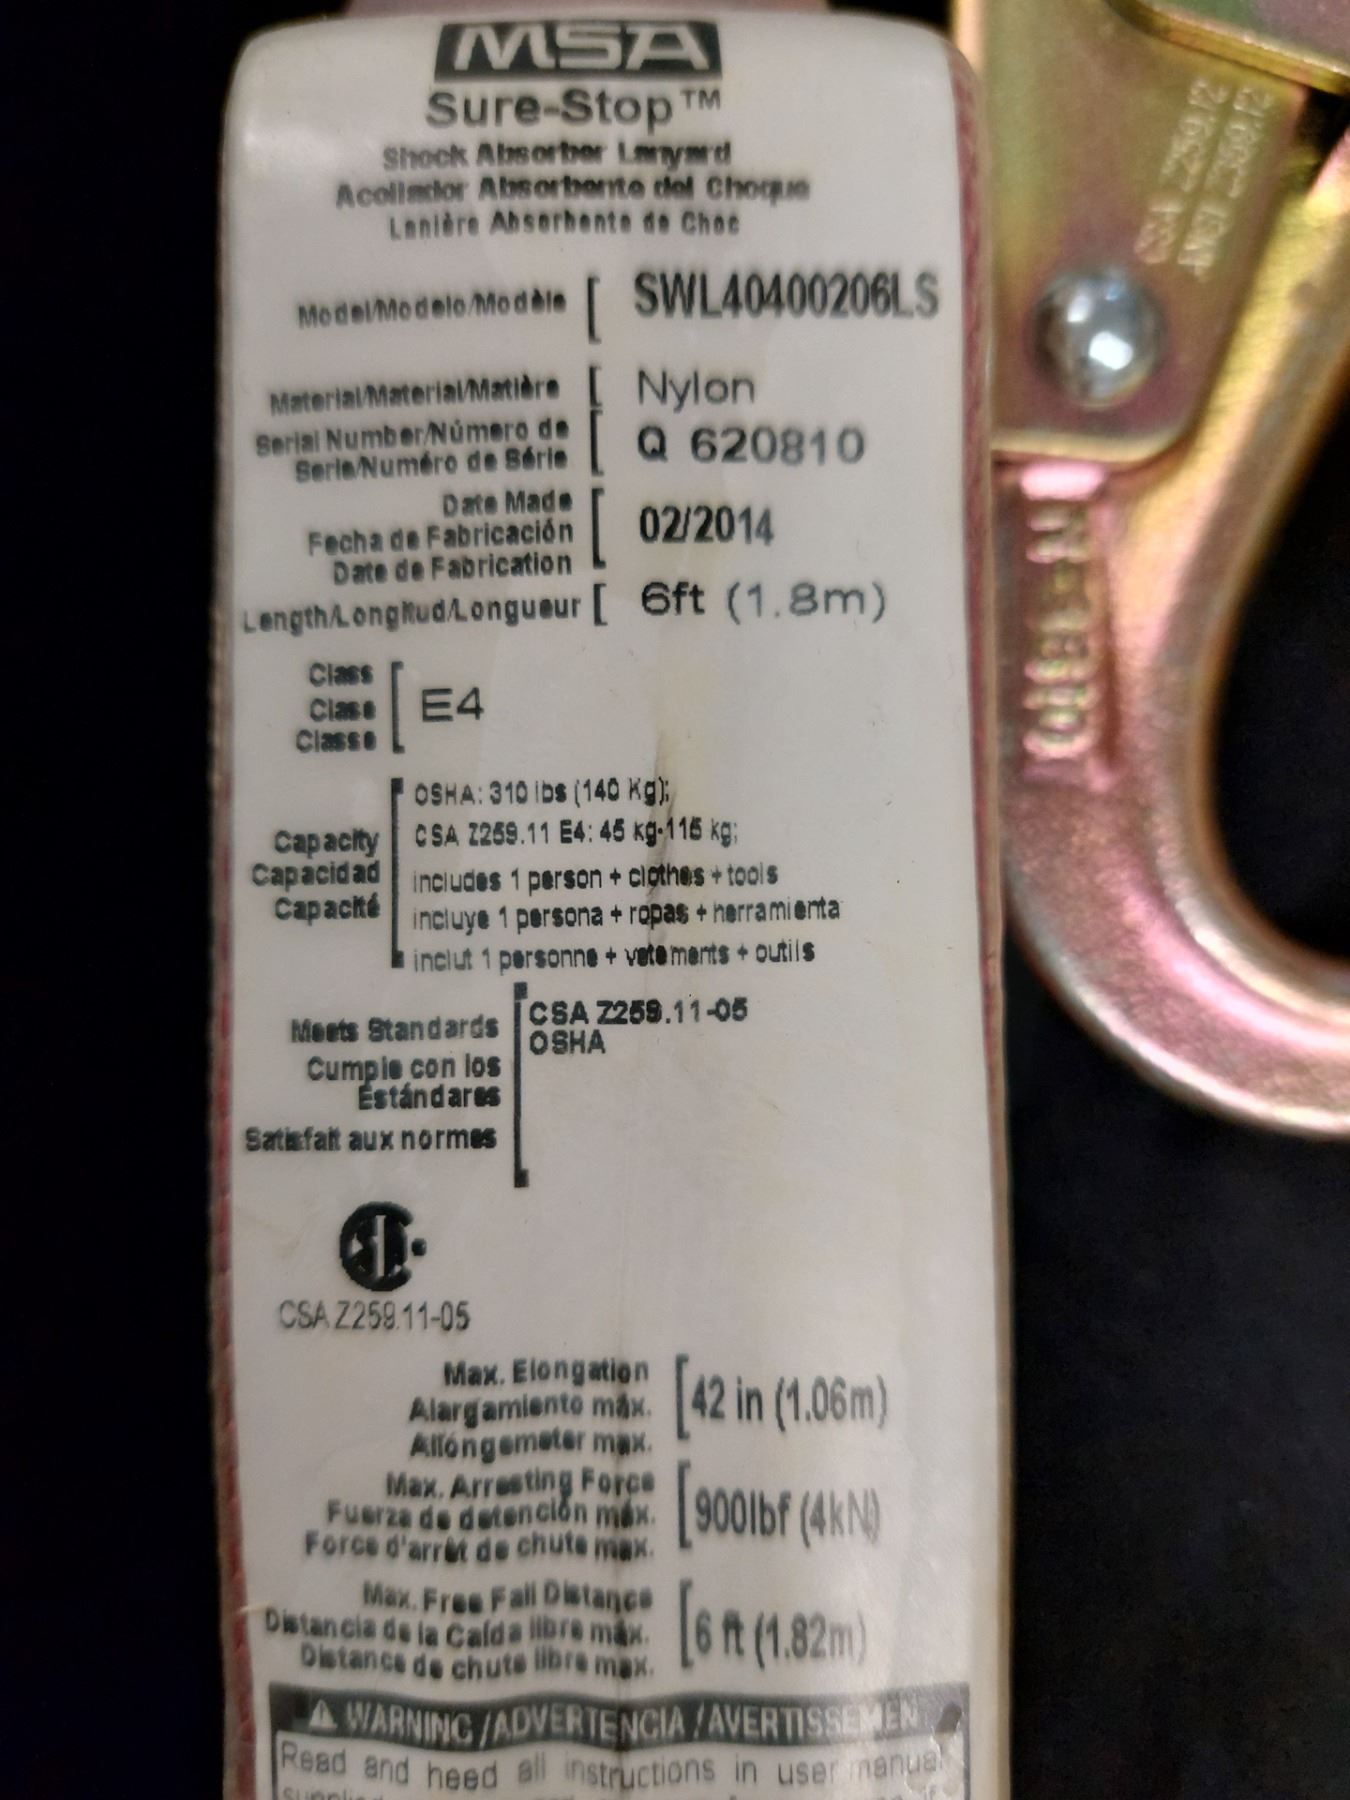 MSA
Sure-Stop™
Shock Absorber Lanyard
Acollador Absorbente del Choque
Lanière Absorbente de Choc
Model/Modelo/Modèle [ SWL40400206LS
Material/Material/Matière [ Nylon
Serial Number/Número de
Serie/Numéro de Série [ Q 620810
Date Made
Fecha de Fabricación
Date de Fabrication [ 02/2014
Length/Longitud/Longueur [ 6ft (1.8m)
Class
Clase
Classe [ E4
Capacity
Capacidad
Capacité
OSHA: 310 lbs (140 Kg);
CSA Z259.11 E4: 45 kg-115 kg;
includes 1 person + clothes + tools
incluye 1 persona + ropas + herramienta
inclut 1 personne + vetements + outils
Meets Standards
Cumple con los
Estándares
Satisfait aux normes
CSA Z259.11-05
OSHA
CSA Z259.11-05
Max. Elongation
Alargamiento máx.
Allóngemeter max. [ 42 in (1.06m)
Max. Arresting Force
Fuerza de detención máx.
Force d'arrêt de chute max. [ 900lbf (4kN)
Max. Free Fall Distance
Distancia de la Caída libre máx.
Distance de chute libre max. [ 6 ft (1.82m)
⚠ WARNING/ADVERTENCIA/AVERTISSEMEN
Read and heed all instructions in user manual